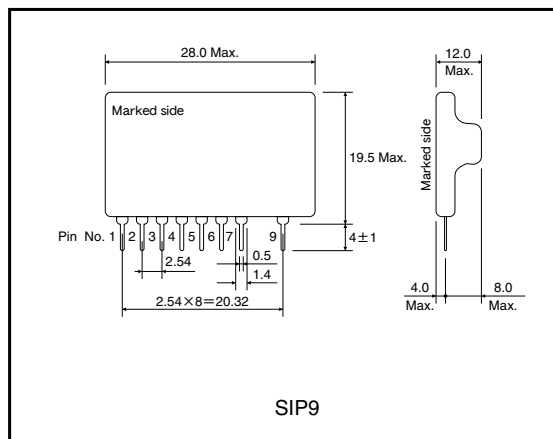 28.0 Max.
12.0
Max.
Marked side
Marked side
19.5 Max.
Pin No. 1 2 3 4 5 6 7 9
4±1
2.54
0.5
1.4
2.54×8=20.32
4.0
Max.
8.0
Max.
SIP9